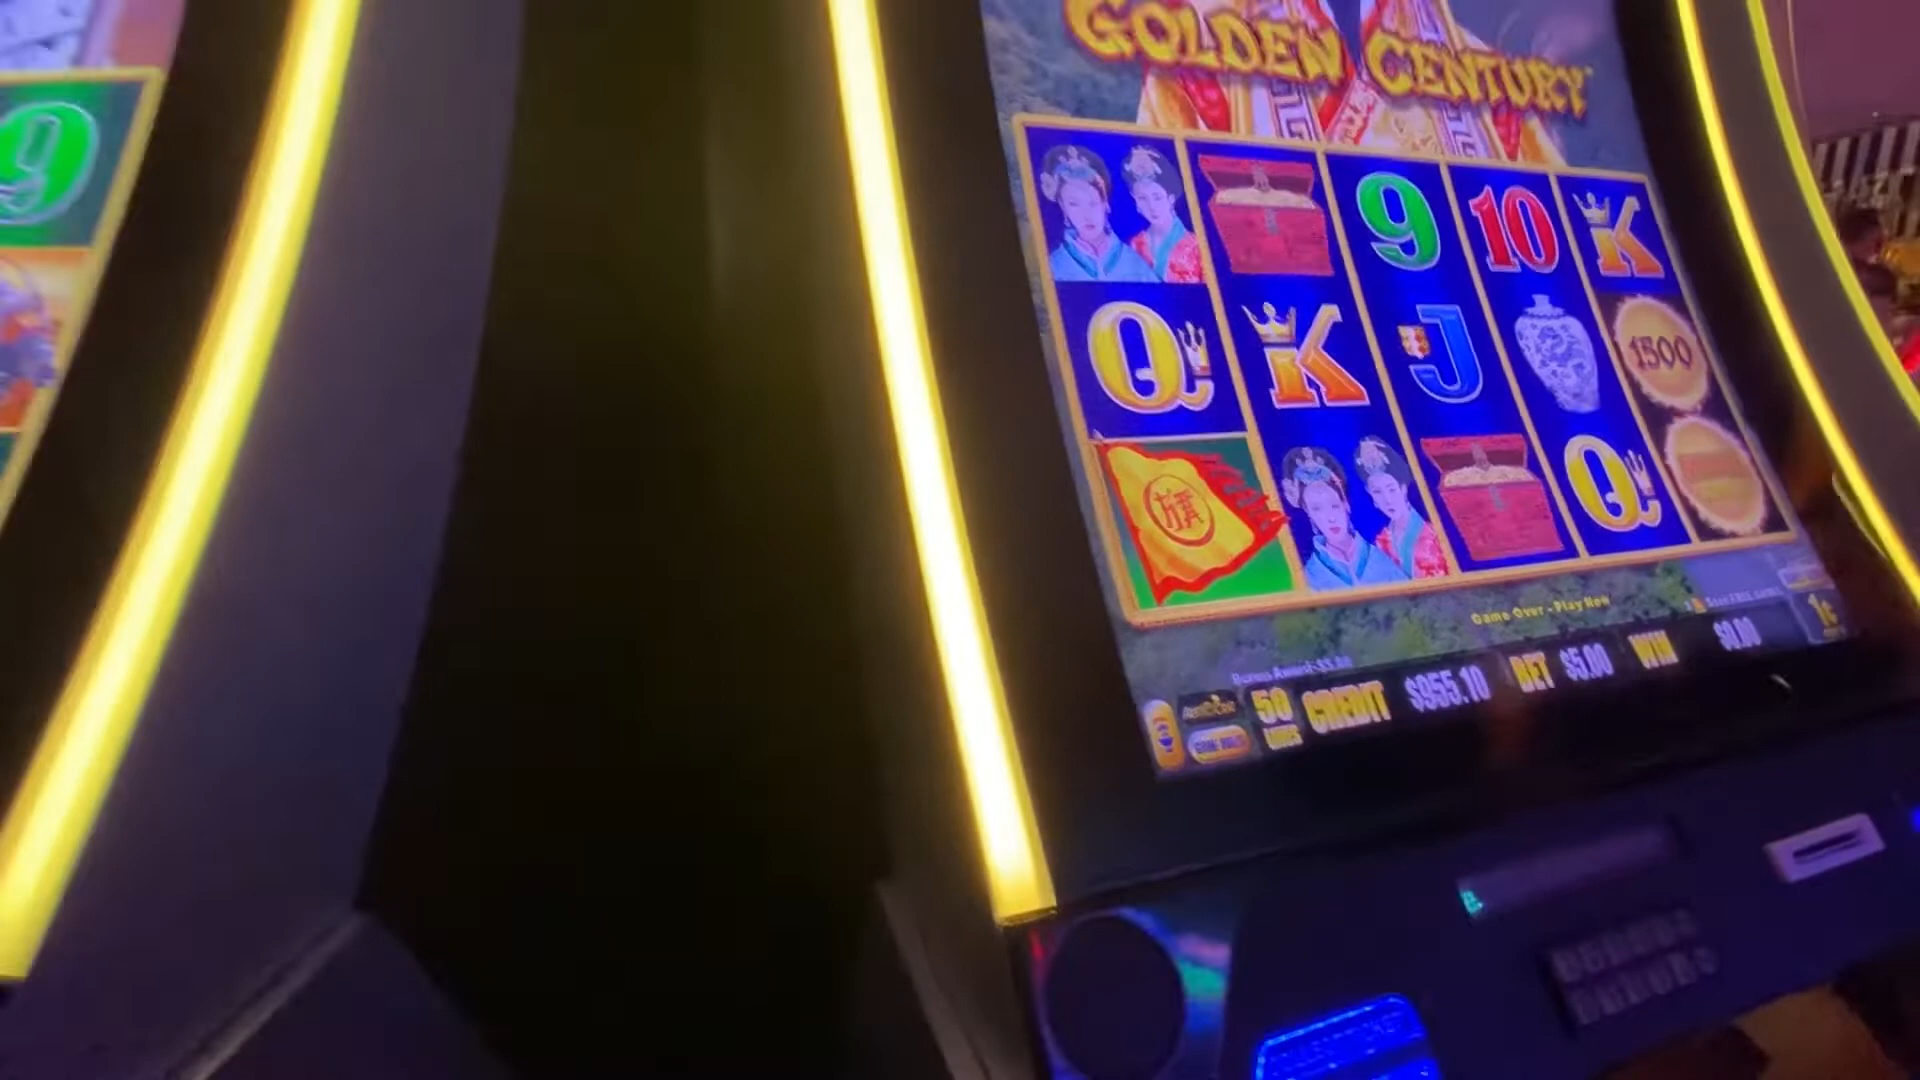 GOLDEN CENTURY
9
9
10
K
Q
K
J
1500
旗
Q
Game Over - Play Now
50
LINES
CREDIT
$955.10
BET
$5.00
WIN
$0.00
1¢